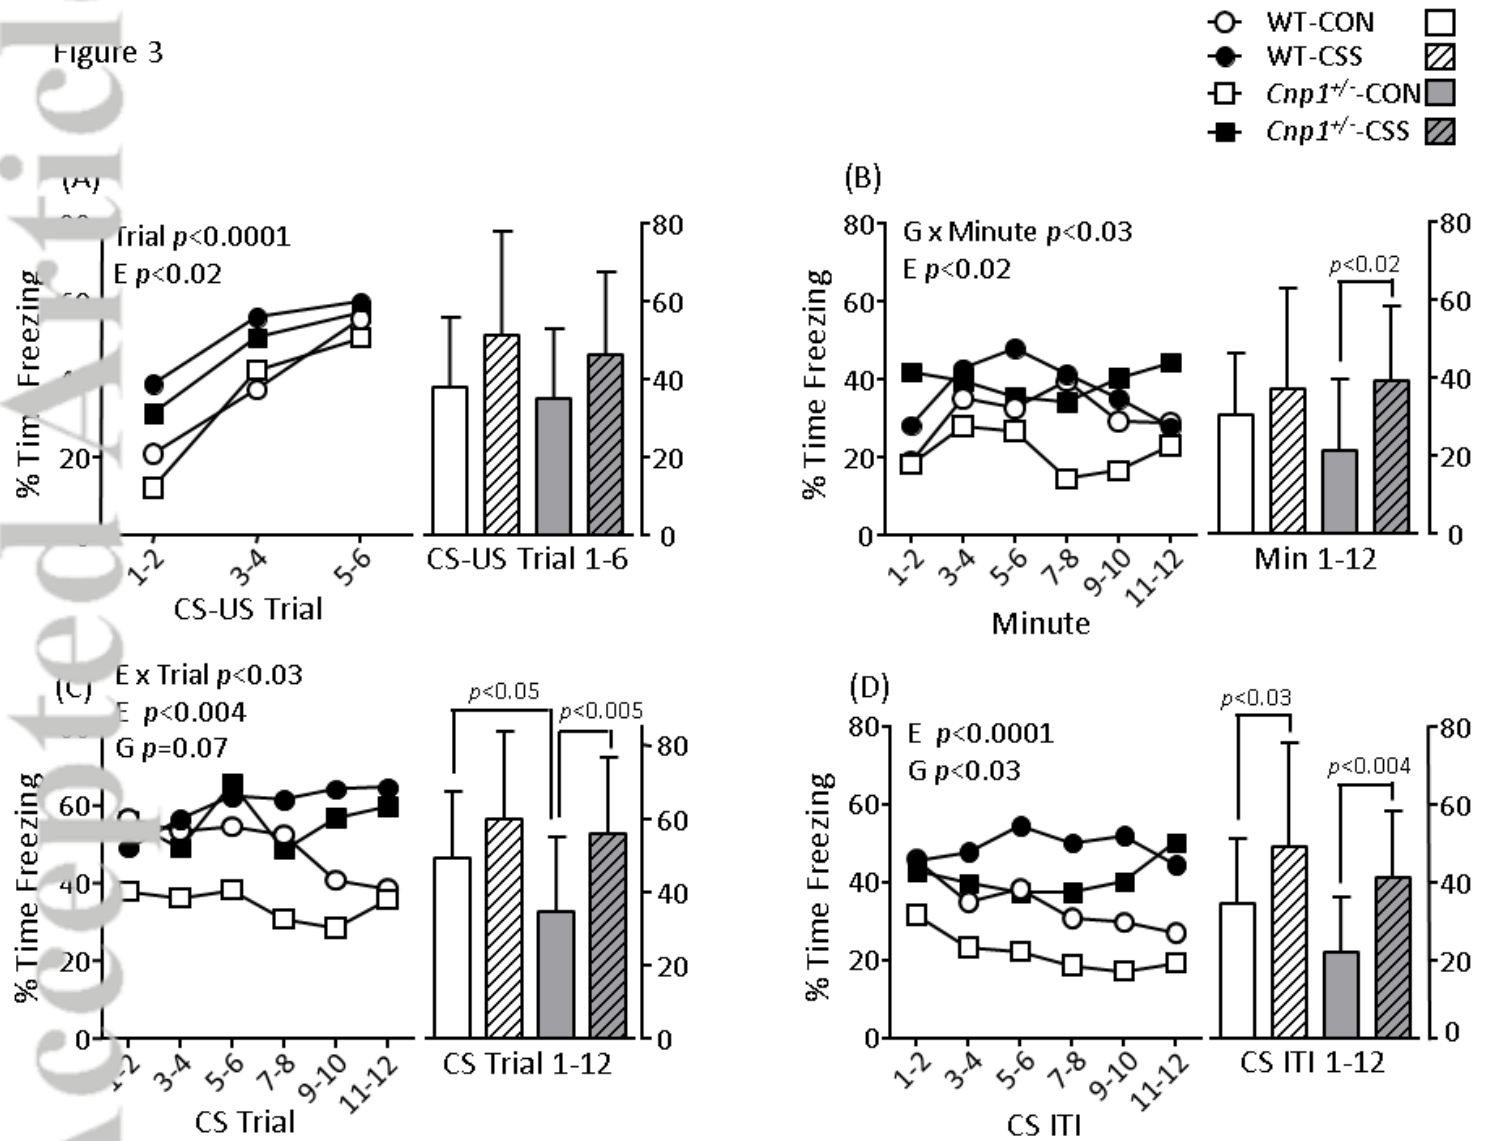 Accepted Articl
Figure 3
WT-CON
WT-CSS
Cnp1+/--CON
Cnp1+/--CSS
(A)
Trial p<0.0001
E p<0.02
% Time Freezing
20
1-2
3-4
5-6
CS-US Trial
80
60
40
20
0
CS-US Trial 1-6
(B)
G x Minute p<0.03
E p<0.02
% Time Freezing
80
60
40
20
0
1-2
3-4
5-6
7-8
9-10
11-12
Minute
p<0.02
80
60
40
20
0
Min 1-12
(C)
E x Trial p<0.03
E p<0.004
G p=0.07
% Time Freezing
60
40
20
0
1-2
3-4
5-6
7-8
9-10
11-12
CS Trial
p<0.05
p<0.005
80
60
40
20
0
CS Trial 1-12
(D)
E p<0.0001
G p<0.03
% Time Freezing
80
60
40
20
0
1-2
3-4
5-6
7-8
9-10
11-12
CS ITI
p<0.03
p<0.004
80
60
40
20
0
CS ITI 1-12